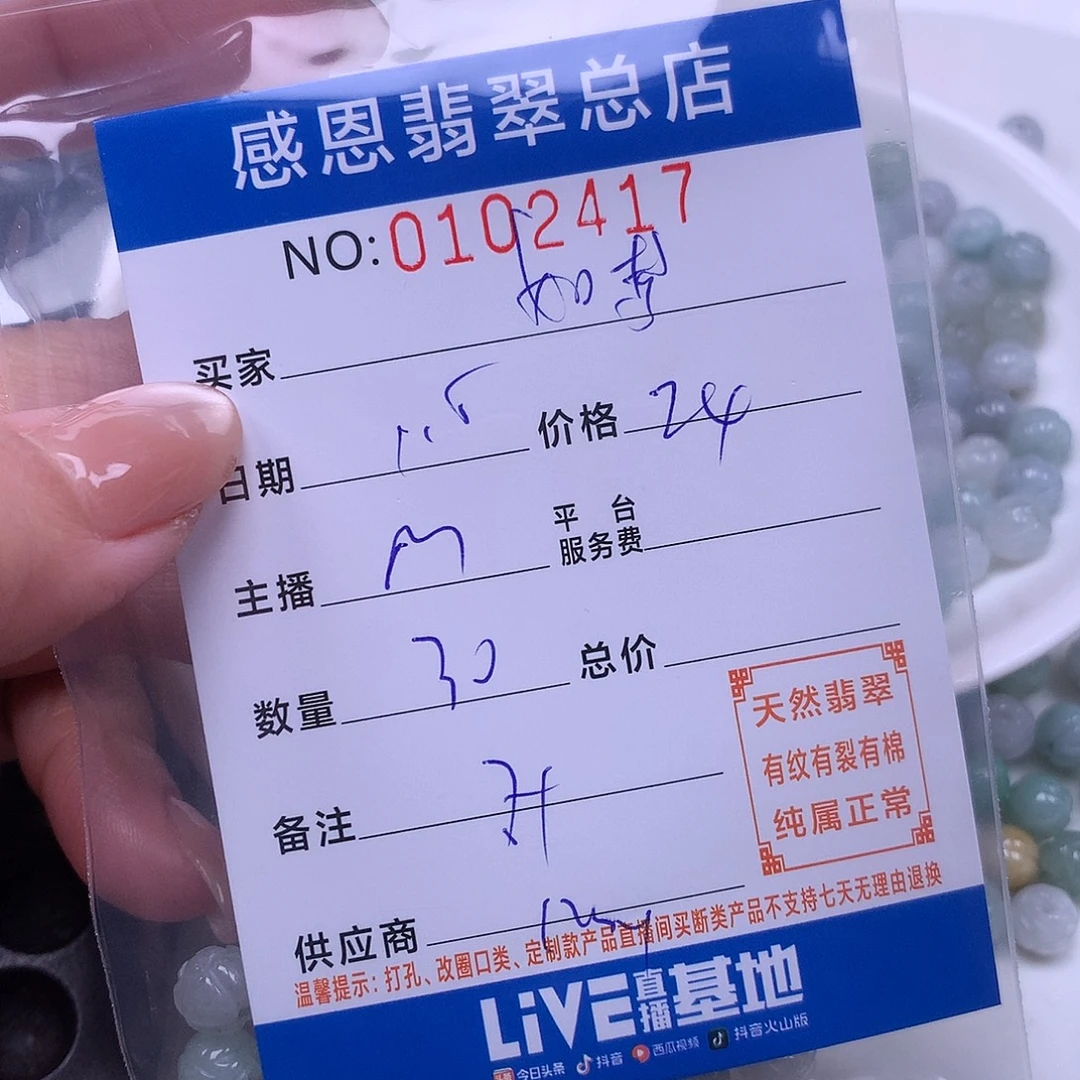 感恩翡翠总店
NO:0102417
买家
日期 价格 24
主播 M 平台服务费
数量 30 总价
备注
供应商
天然翡翠
有纹有裂有棉
纯属正常
温馨提示：打孔、改圈口类、定制款产品直播间买断类产品不支持七天无理由退换
LiVE直播基地
头条 今日头条 抖音 西瓜视频 抖音火山版